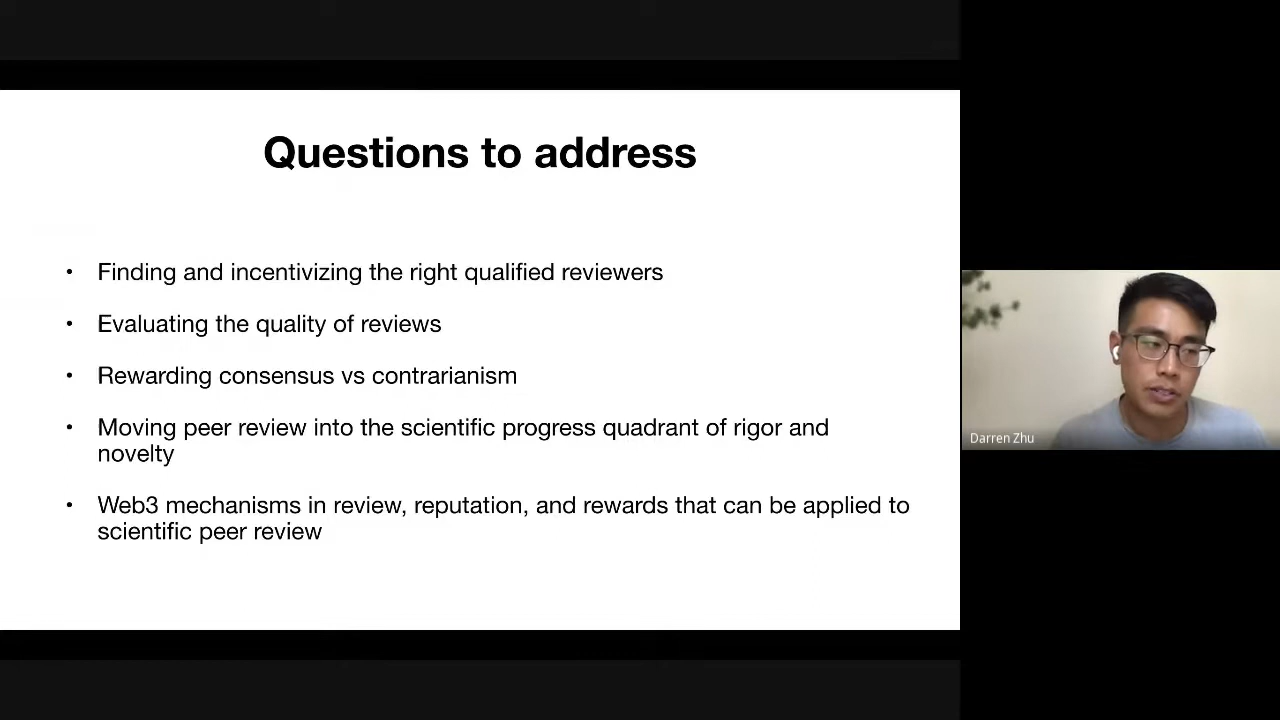 Questions to address
• Finding and incentivizing the right qualified reviewers
• Evaluating the quality of reviews
• Rewarding consensus vs contrarianism
• Moving peer review into the scientific progress quadrant of rigor and
novelty
• Web3 mechanisms in review, reputation, and rewards that can be applied to
scientific peer review
Darren Zhu